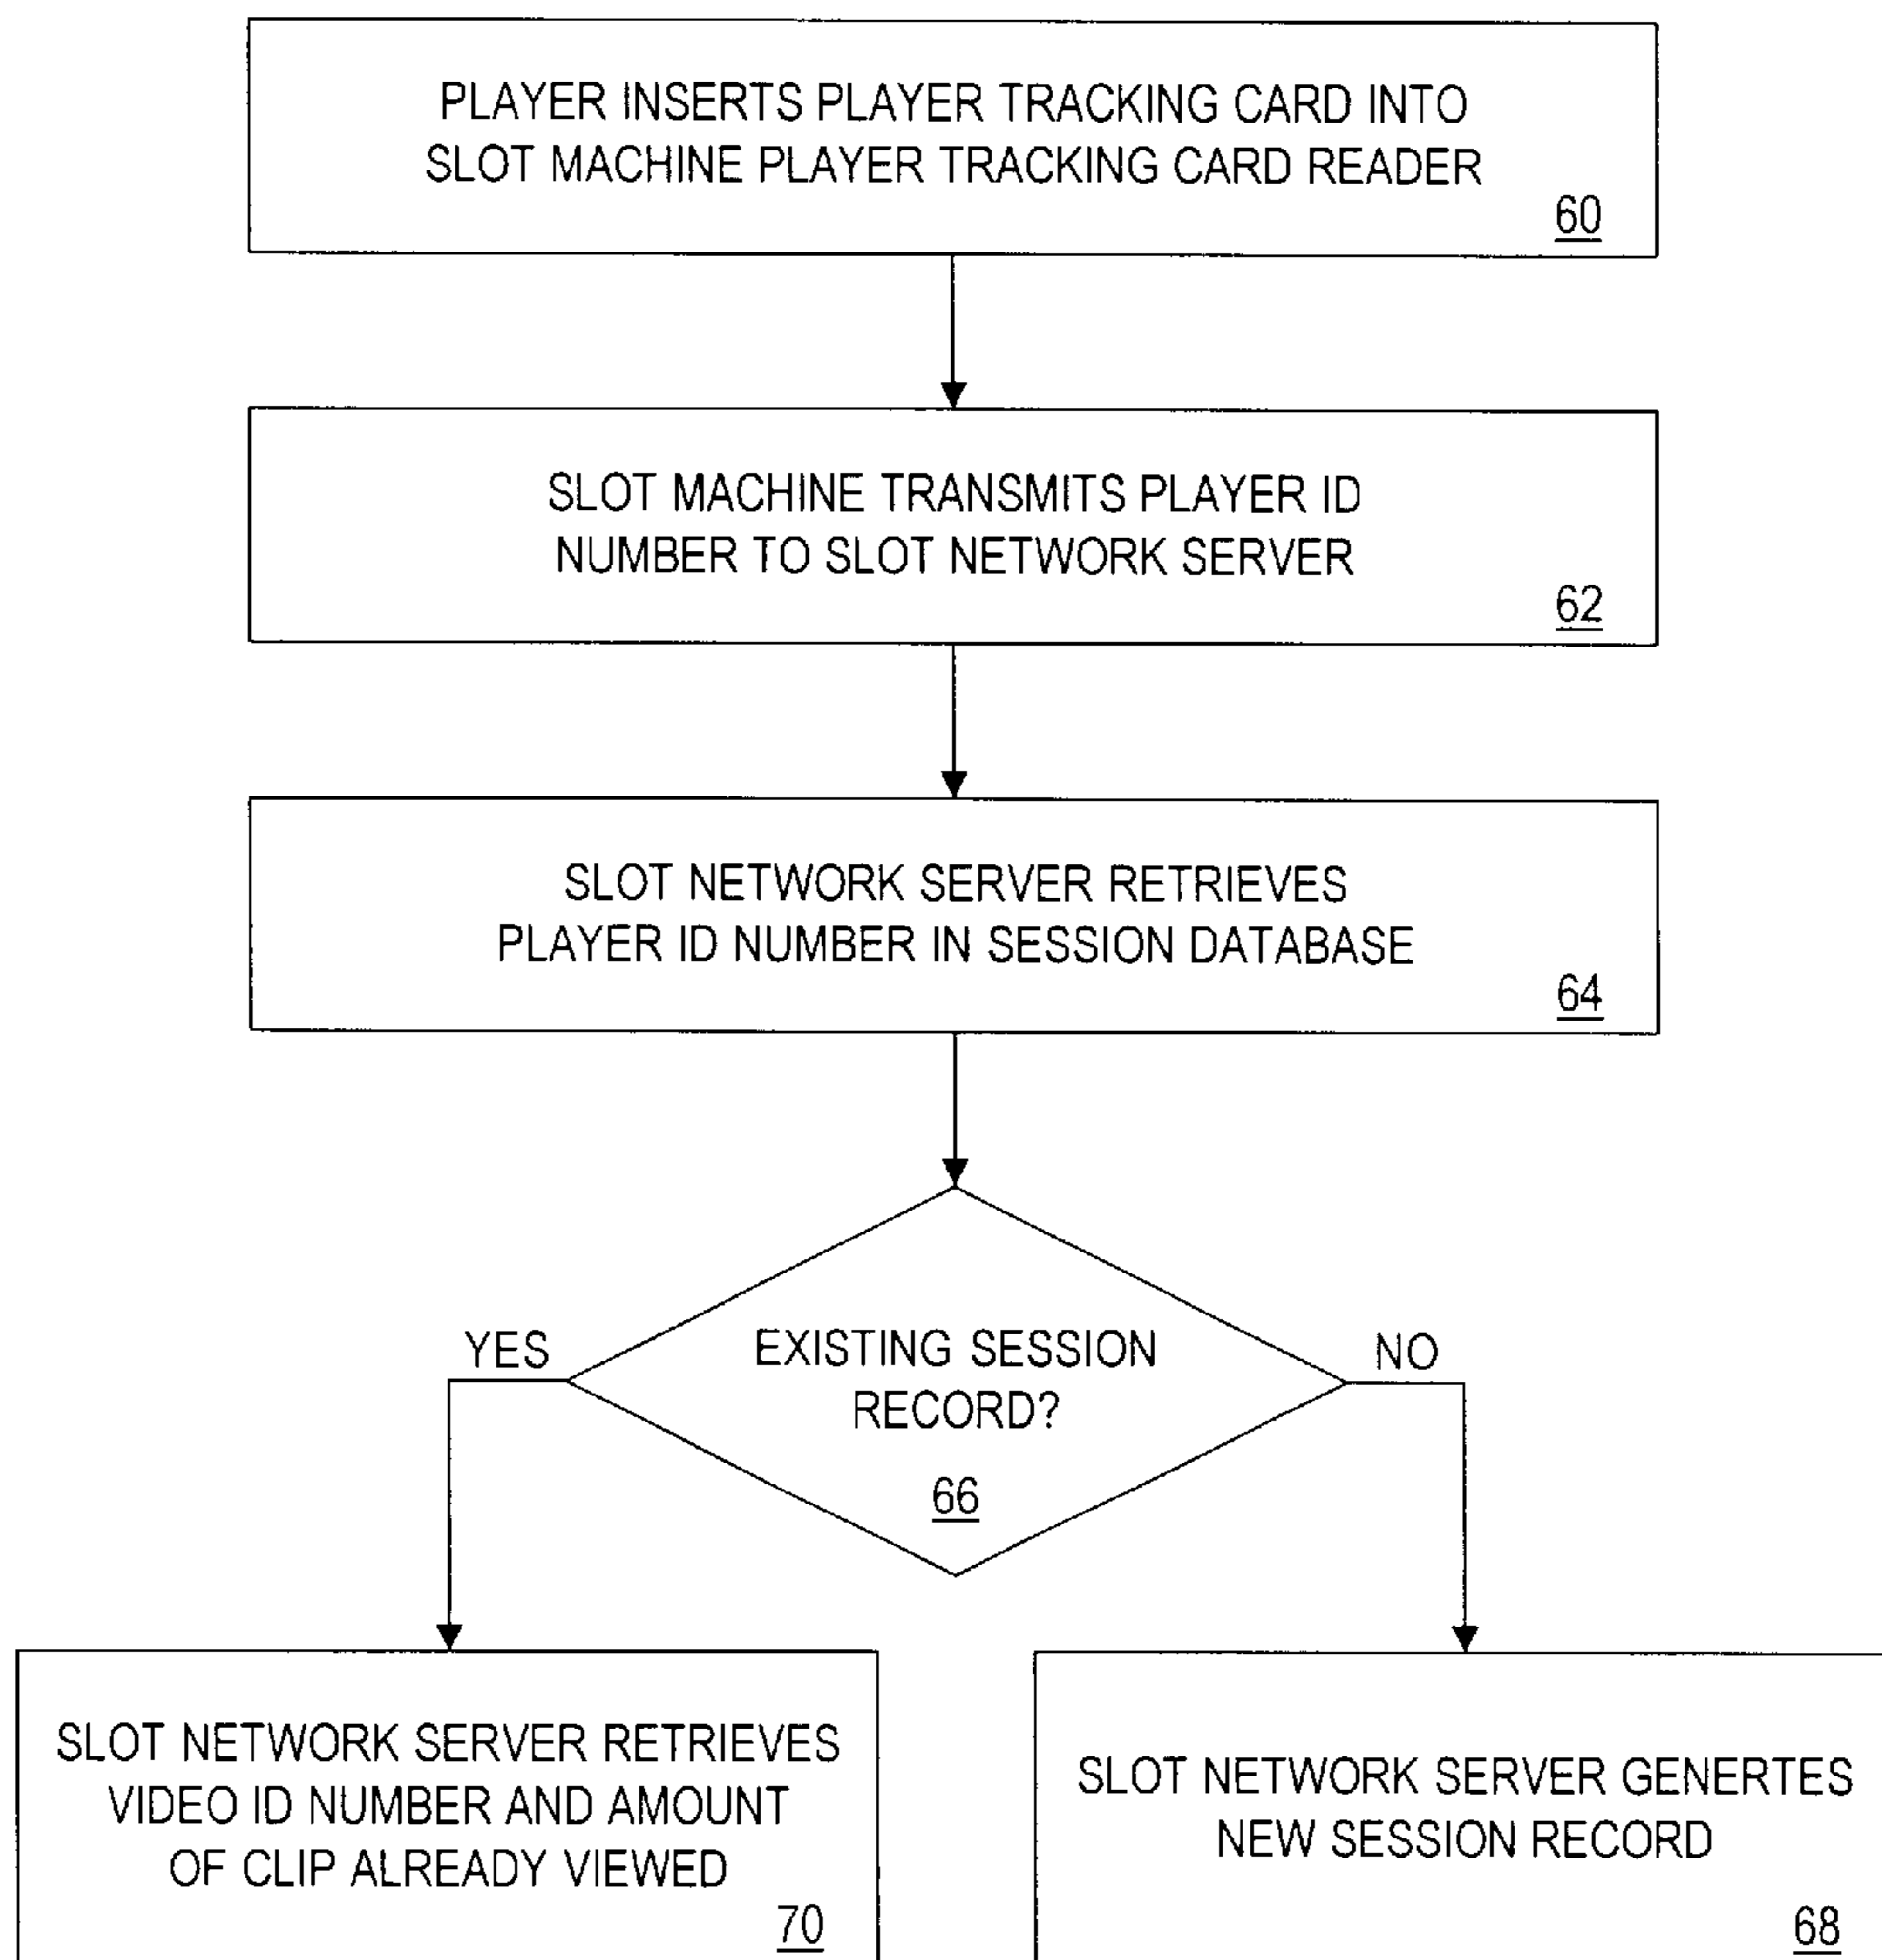 PLAYER INSERTS PLAYER TRACKING CARD INTO
SLOT MACHINE PLAYER TRACKING CARD READER
60
SLOT MACHINE TRANSMITS PLAYER ID
NUMBER TO SLOT NETWORK SERVER
62
SLOT NETWORK SERVER RETRIEVES
PLAYER ID NUMBER IN SESSION DATABASE
64
EXISTING SESSION
RECORD?
66
YES
NO
SLOT NETWORK SERVER RETRIEVES
VIDEO ID NUMBER AND AMOUNT
OF CLIP ALREADY VIEWED
70
SLOT NETWORK SERVER GENERTES
NEW SESSION RECORD
68